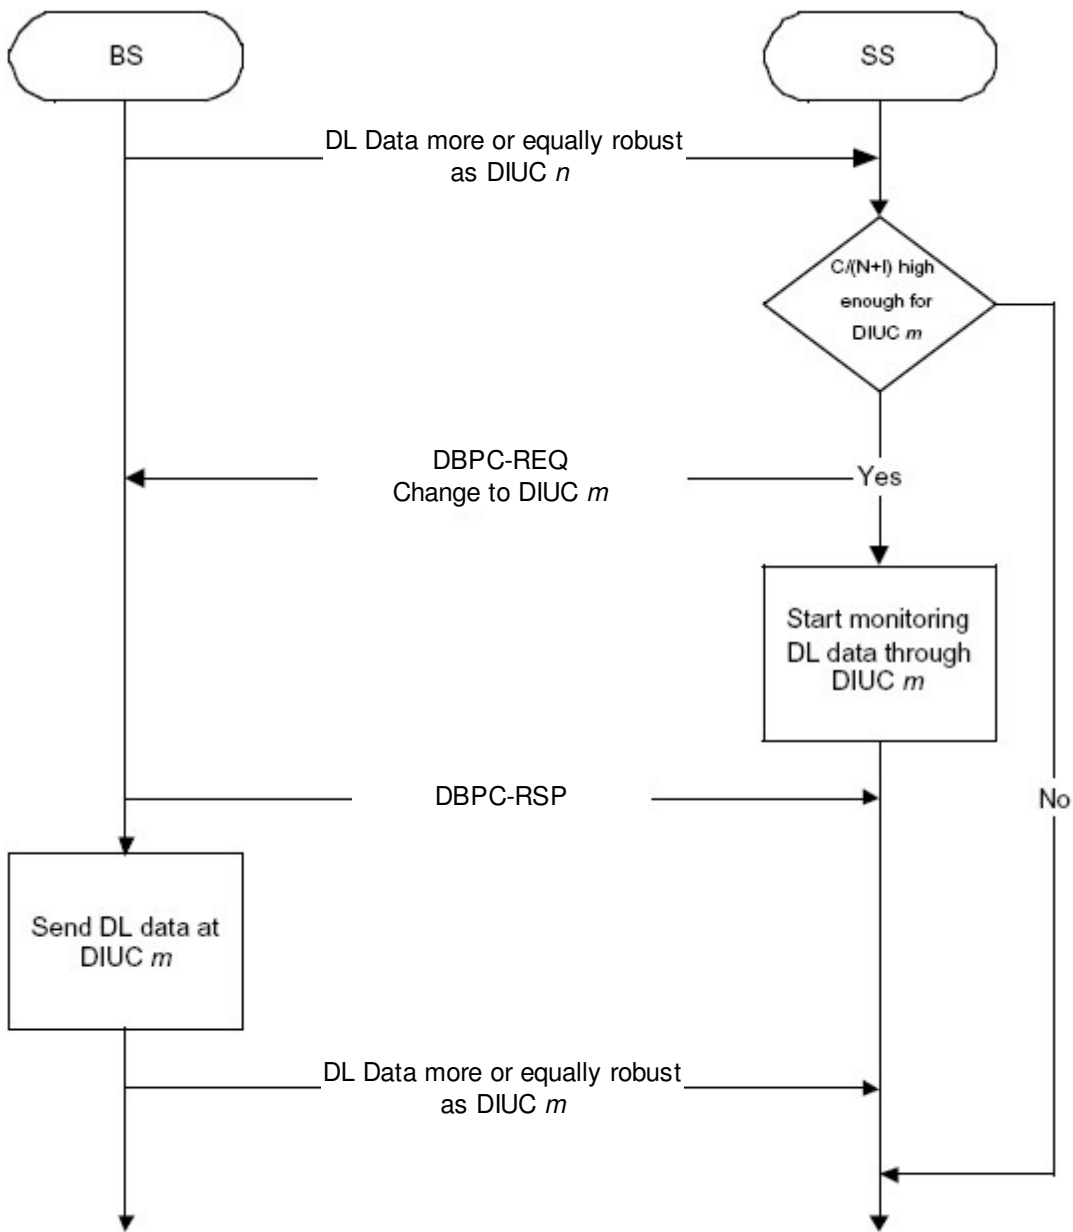 BS
SS
DL Data more or equally robust
as DIUC n
C/(N+I) high
enough for
DIUC m
DBPC-REQ
Change to DIUC m
Yes
Start monitoring
DL data through
DIUC m
DBPC-RSP
No
Send DL data at
DIUC m
DL Data more or equally robust
as DIUC m